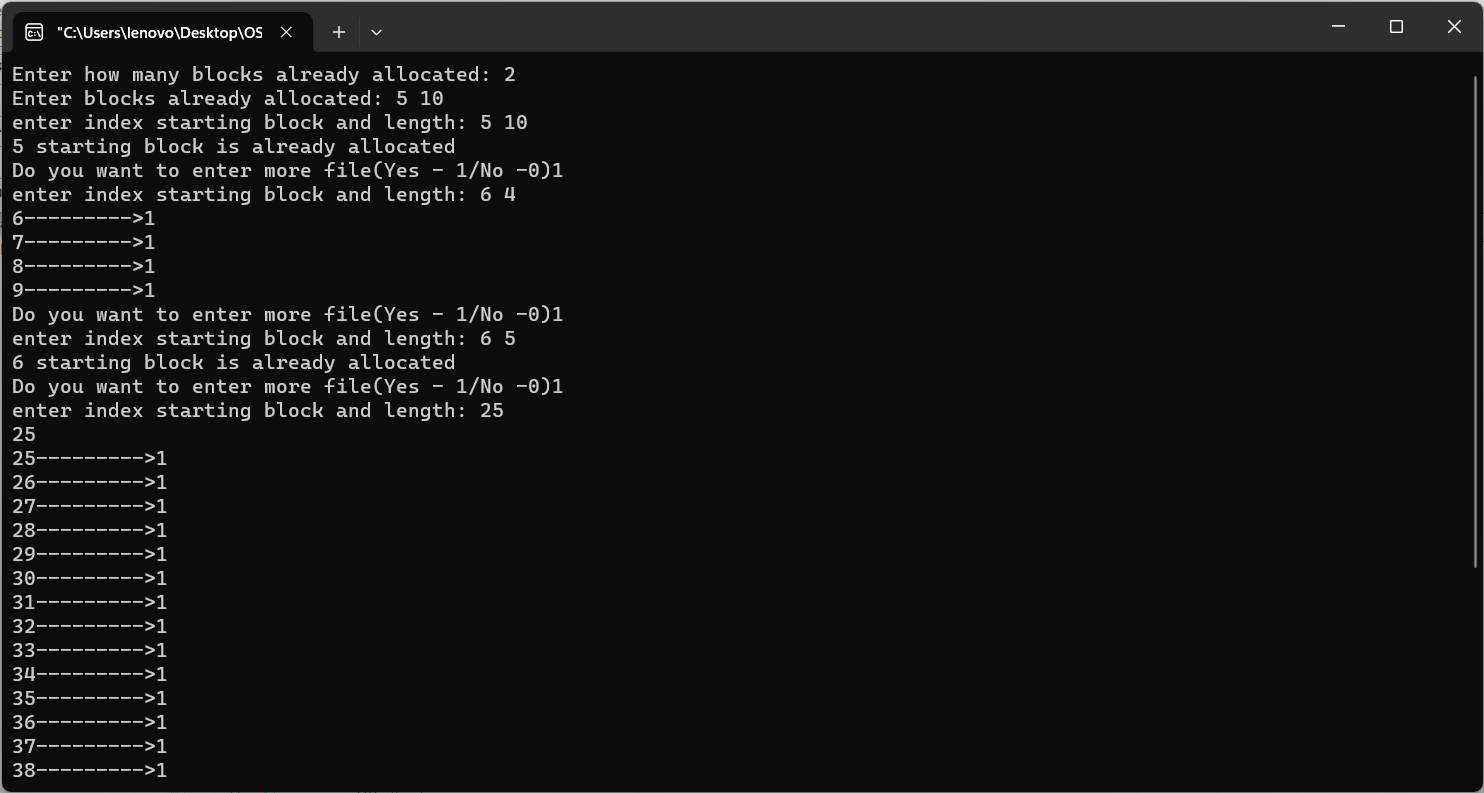 "C:\Users\lenovo\Desktop\OS
Enter how many blocks already allocated: 2
Enter blocks already allocated: 5 10
enter index starting block and length: 5 10
5 starting block is already allocated
Do you want to enter more file(Yes - 1/No -0)1
enter index starting block and length: 6 4
6--------->1
7--------->1
8--------->1
9--------->1
Do you want to enter more file(Yes - 1/No -0)1
enter index starting block and length: 6 5
6 starting block is already allocated
Do you want to enter more file(Yes - 1/No -0)1
enter index starting block and length: 25
25
25--------->1
26--------->1
27--------->1
28--------->1
29--------->1
30--------->1
31--------->1
32--------->1
33--------->1
34--------->1
35--------->1
36--------->1
37--------->1
38--------->1